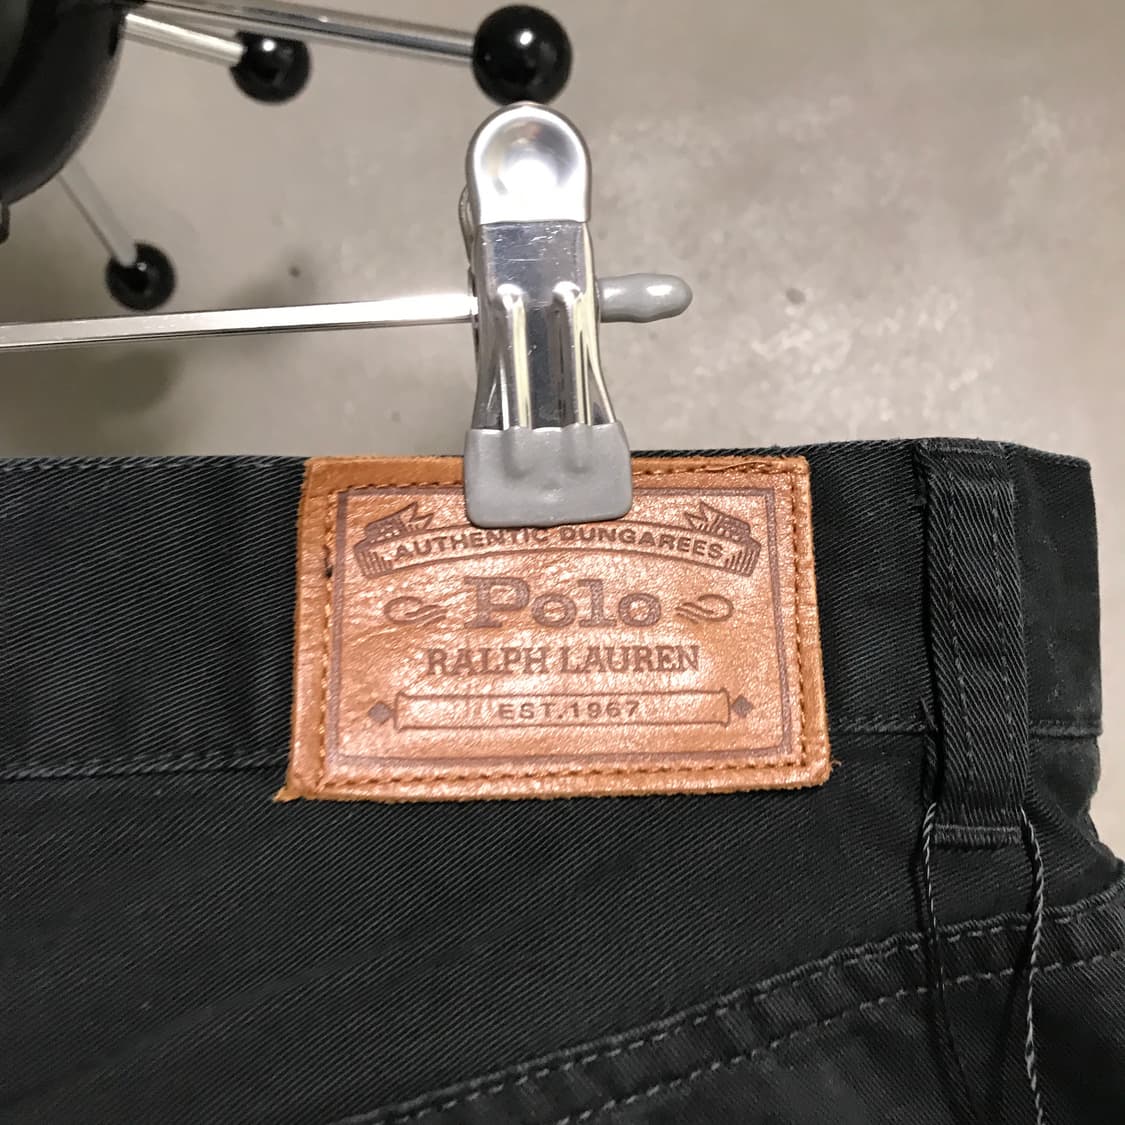 AUTHENTIC DUNGAREES
Polo
RALPH LAUREN
EST.1967